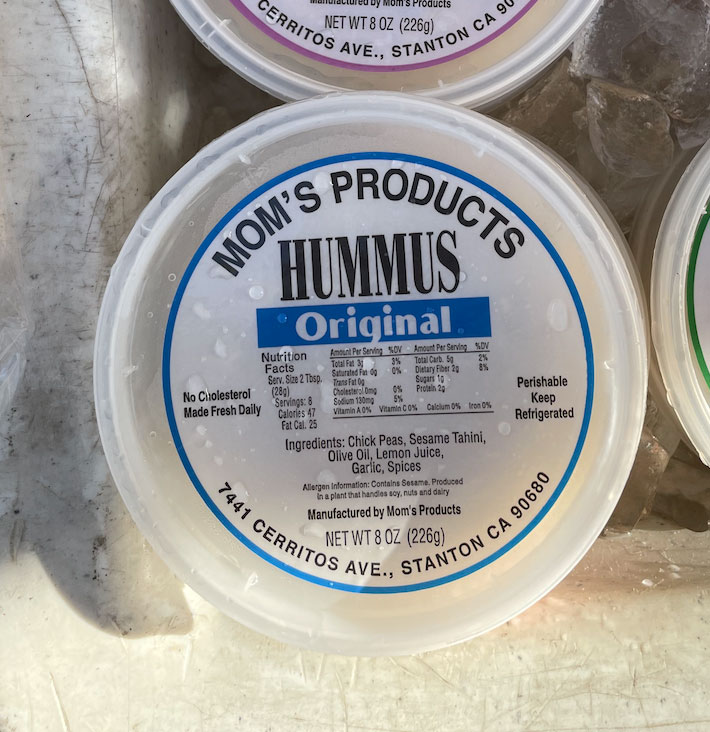 Manufactured by Mom's Products
NET WT 8 OZ (226g)
CERRITOS AVE., STANTON CA 90
MOM'S PRODUCTS
HUMMUS
Original
Nutrition
Facts
Serv. Size 2 Tbsp.
(28g)
Servings: 8
Calories 47
Fat Cal. 25
Amount Per Serving %DV
Total Fat 3g 3%
Saturated Fat 0g 0%
Trans Fat 0g
Cholesterol 0mg 0%
Sodium 130mg 5%
Amount Per Serving %DV
Total Carb. 5g 2%
Dietary Fiber 2g 8%
Sugars 1g
Protein 2g
Vitamin A 0% Vitamin C 0% Calcium 0% Iron 0%
No Cholesterol
Made Fresh Daily
Perishable
Keep
Refrigerated
Ingredients: Chick Peas, Sesame Tahini,
Olive Oil, Lemon Juice,
Garlic, Spices
Allergen Information: Contains Sesame. Produced
in a plant that handles soy, nuts and dairy
Manufactured by Mom's Products
NET WT 8 OZ (226g)
7441 CERRITOS AVE., STANTON CA 90680